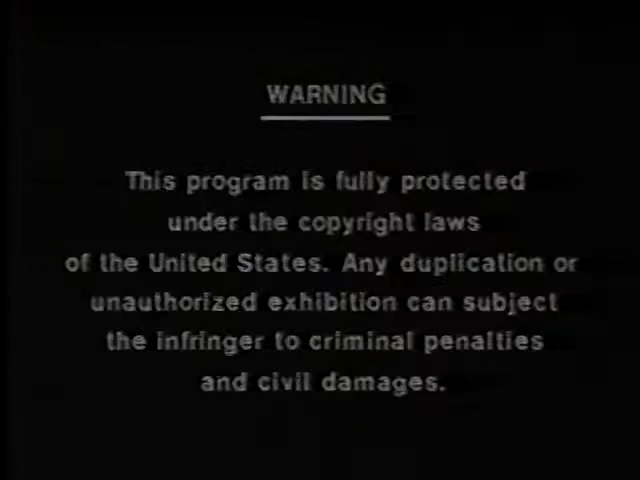 WARNING
This program is fully protected
under the copyright laws
of the United States. Any duplication or
unauthorized exhibition can subject
the infringer to criminal penalties
and civil damages.